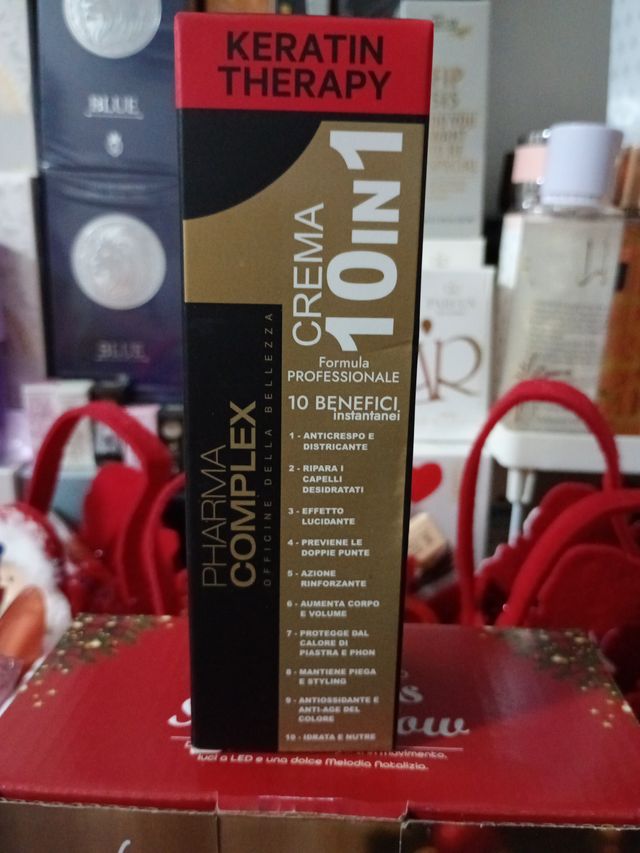 KERATIN
THERAPY
CREMA
10IN1
Formula
PROFESSIONALE
10 BENEFICI
instantanei
1 - ANTICRESPO E
DISTRICANTE
2 - RIPARA I
CAPELLI
DESIDRATATI
3 - EFFETTO
LUCIDANTE
4 - PREVIENE LE
DOPPIE PUNTE
5 - AZIONE
RINFORZANTE
6 - AUMENTA CORPO
E VOLUME
7 - PROTEGGE DAL
CALORE DI
PIASTRA E PHON
8 - MANTIENE PIEGA
E STYLING
9 - ANTIOSSIDANTE E
ANTI-AGE DEL
COLORE
10 - IDRATA E NUTRE
PHARMA
COMPLEX
OFFICINE DELLA BELLEZZA
BLUE
BLUE
in movimento,
luci a LED e una dolce Melodia Natalizia.